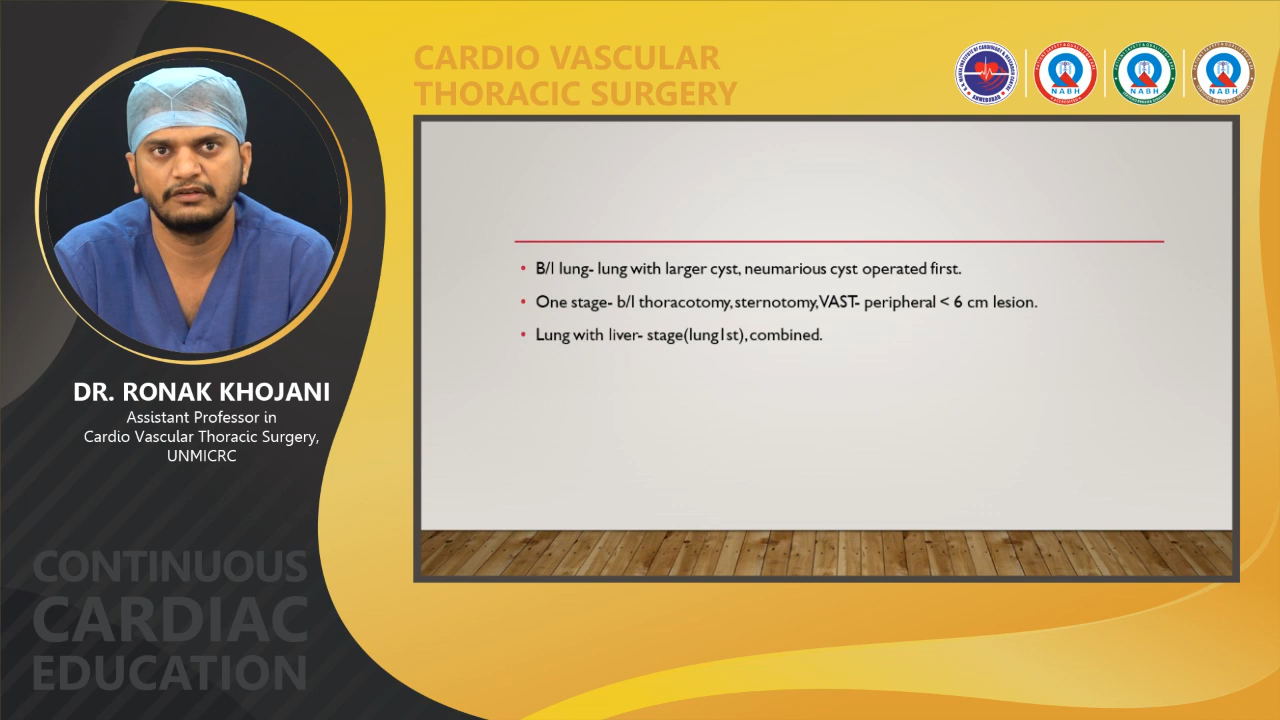 CARDIO VASCULAR
THORACIC SURGERY
NABH
NABH
NABH
B/l lung- lung with larger cyst, neumarious cyst operated first.
One stage- b/l thoracotomy, sternotomy, VAST- peripheral < 6 cm lesion.
Lung with liver- stage(lung1st), combined.
DR. RONAK KHOJANI
Assistant Professor in
Cardio Vascular Thoracic Surgery,
UNMICRC
CONTINUOUS
CARDIAC
EDUCATION